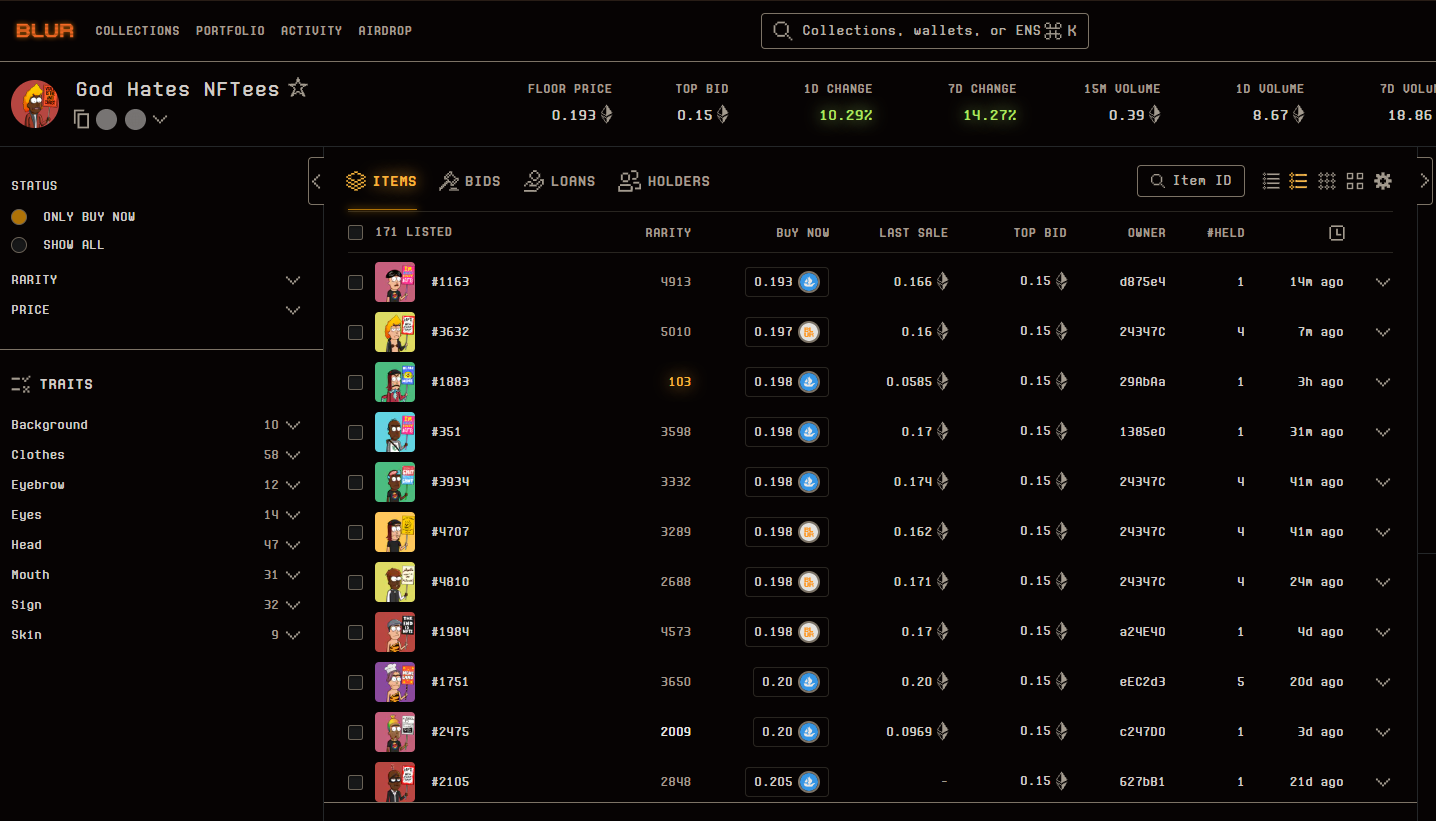 BLUR COLLECTIONS PORTFOLIO ACTIVITY AIRDROP Collections, wallets, or ENS ⌘ K
God Hates NFTees
FLOOR PRICE TOP BID 1D CHANGE 7D CHANGE 15M VOLUME 1D VOLUME 7D VOLU
0.193 0.15 10.29% 14.27% 0.39 8.67 18.86
STATUS
ONLY BUY NOW
SHOW ALL
RARITY
PRICE
TRAITS
Background 10
Clothes 58
Eyebrow 12
Eyes 14
Head 47
Mouth 31
Sign 32
Skin 9
ITEMS BIDS LOANS HOLDERS Item ID
171 LISTED RARITY BUY NOW LAST SALE TOP BID OWNER #HELD
#1163 4913 0.193 0.166 0.15 d875e4 1 14m ago
#3632 5010 0.197 0.16 0.15 24347C 4 7m ago
#1883 103 0.198 0.0585 0.15 29AbAa 1 3h ago
#351 3598 0.198 0.17 0.15 1385e0 1 31m ago
#3934 3332 0.198 0.174 0.15 24347C 4 41m ago
#4707 3289 0.198 0.162 0.15 24347C 4 41m ago
#4810 2688 0.198 0.171 0.15 24347C 4 24m ago
#1984 4573 0.198 0.17 0.15 a24E40 1 4d ago
#1751 3650 0.20 0.20 0.15 eEC2d3 5 20d ago
#2475 2009 0.20 0.0969 0.15 c247D0 1 3d ago
#2105 2848 0.205 - 0.15 627bB1 1 21d ago